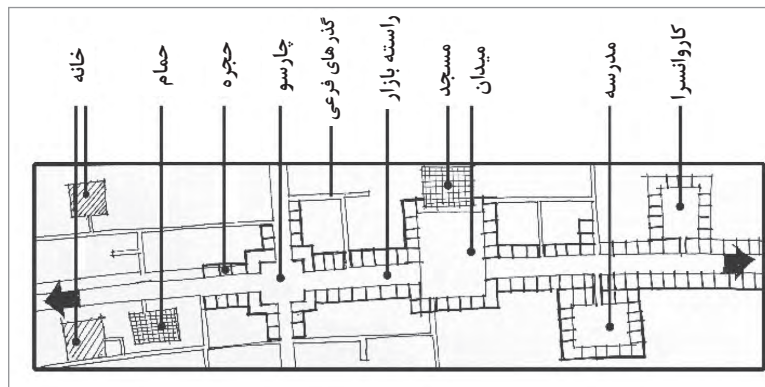 کاروانسرا
مدرسه
میدان
مسجد
راسته بازار
گذرهای فرعی
چارسو
حجره
حمام
خانه